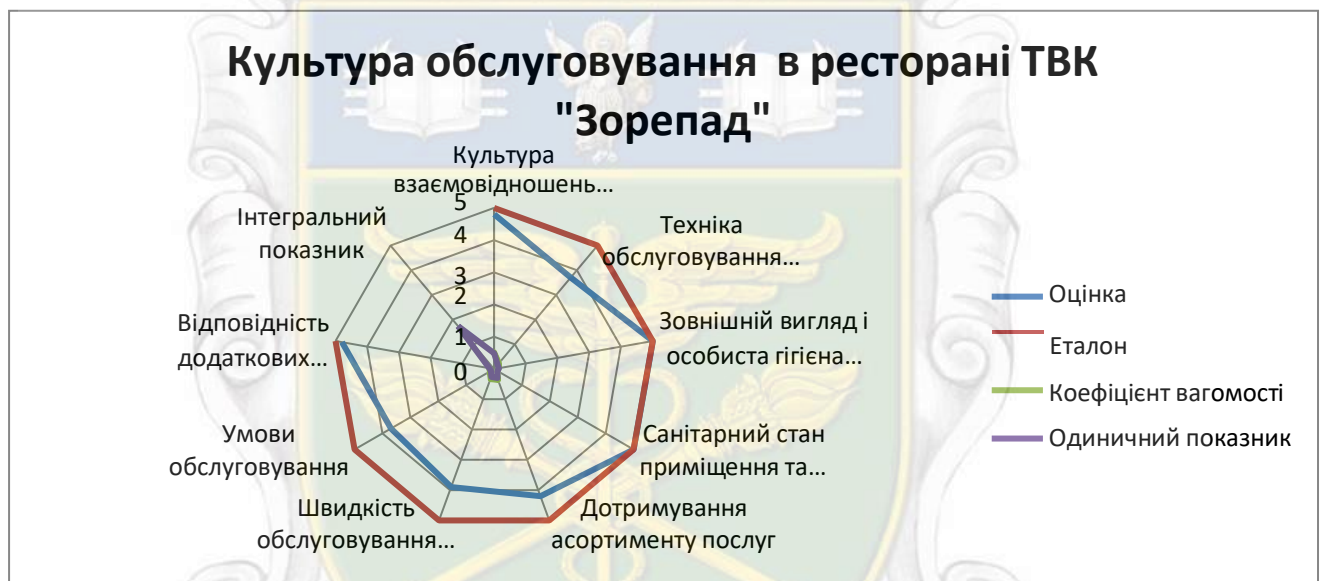 Культура обслуговування в ресторані ТВК
"Зорепад"
Культура
взаємовідношень...
Техніка
обслуговування...
Зовнішній вигляд і
особиста гігієна...
Санітарний стан
приміщення та...
Дотримування
асортименту послуг
Швидкість
обслуговування...
Умови
обслуговування
Відповідність
додаткових...
Інтегральний
показник
5
4
3
2
1
0
Оцінка
Еталон
Коефіцієнт вагомості
Одиничний показник